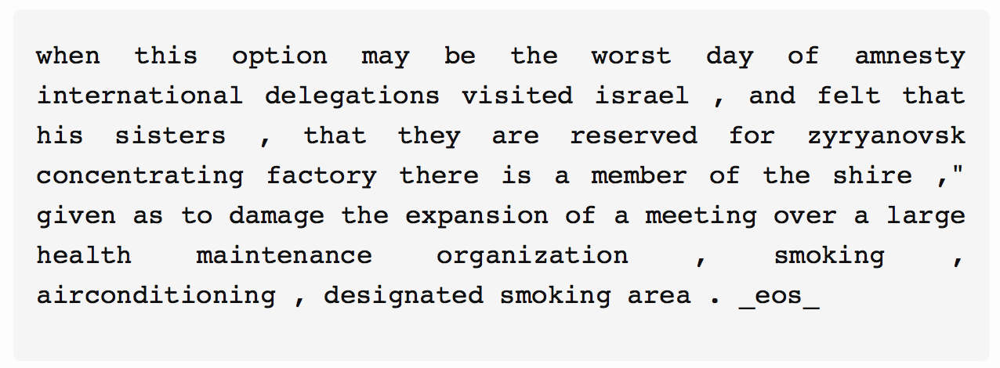 when this option may be the worst day of amnesty
international delegations visited israel , and felt that
his sisters , that they are reserved for zyryanovsk
concentrating factory there is a member of the shire ,"
given as to damage the expansion of a meeting over a large
health maintenance organization , smoking ,
airconditioning , designated smoking area . _eos_